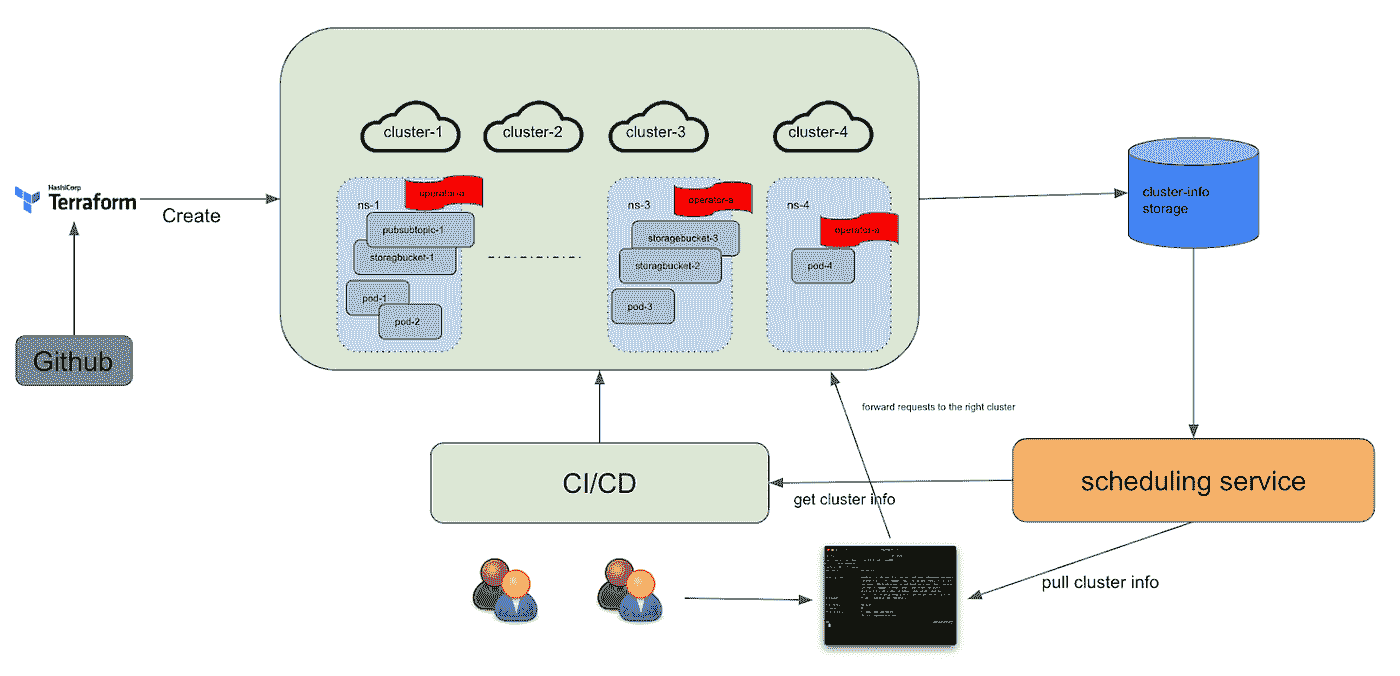 cluster-1
cluster-2
cluster-3
cluster-4
HashiCorp
Terraform
Create
ns-1
operator-a
pubsubtopic-1
storagbucket-1
pod-1
pod-2
ns-3
operator-a
storagebucket-3
storagbucket-2
pod-3
ns-4
operator-a
pod-4
cluster-info
storage
Github
forward requests to the right cluster
CI/CD
get cluster info
scheduling service
pull cluster info